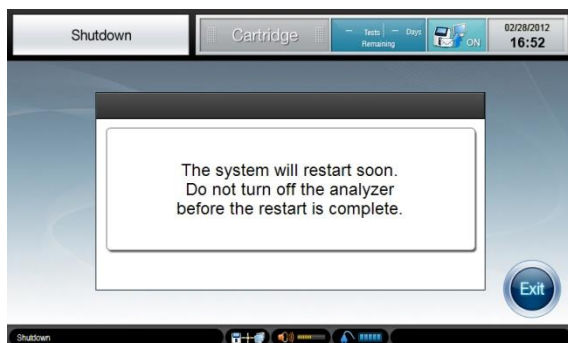 Shutdown
Cartridge
– Tests – Days
Remaining
ON
02/28/2012
16:52
The system will restart soon.
Do not turn off the analyzer
before the restart is complete.
Exit
Shutdown